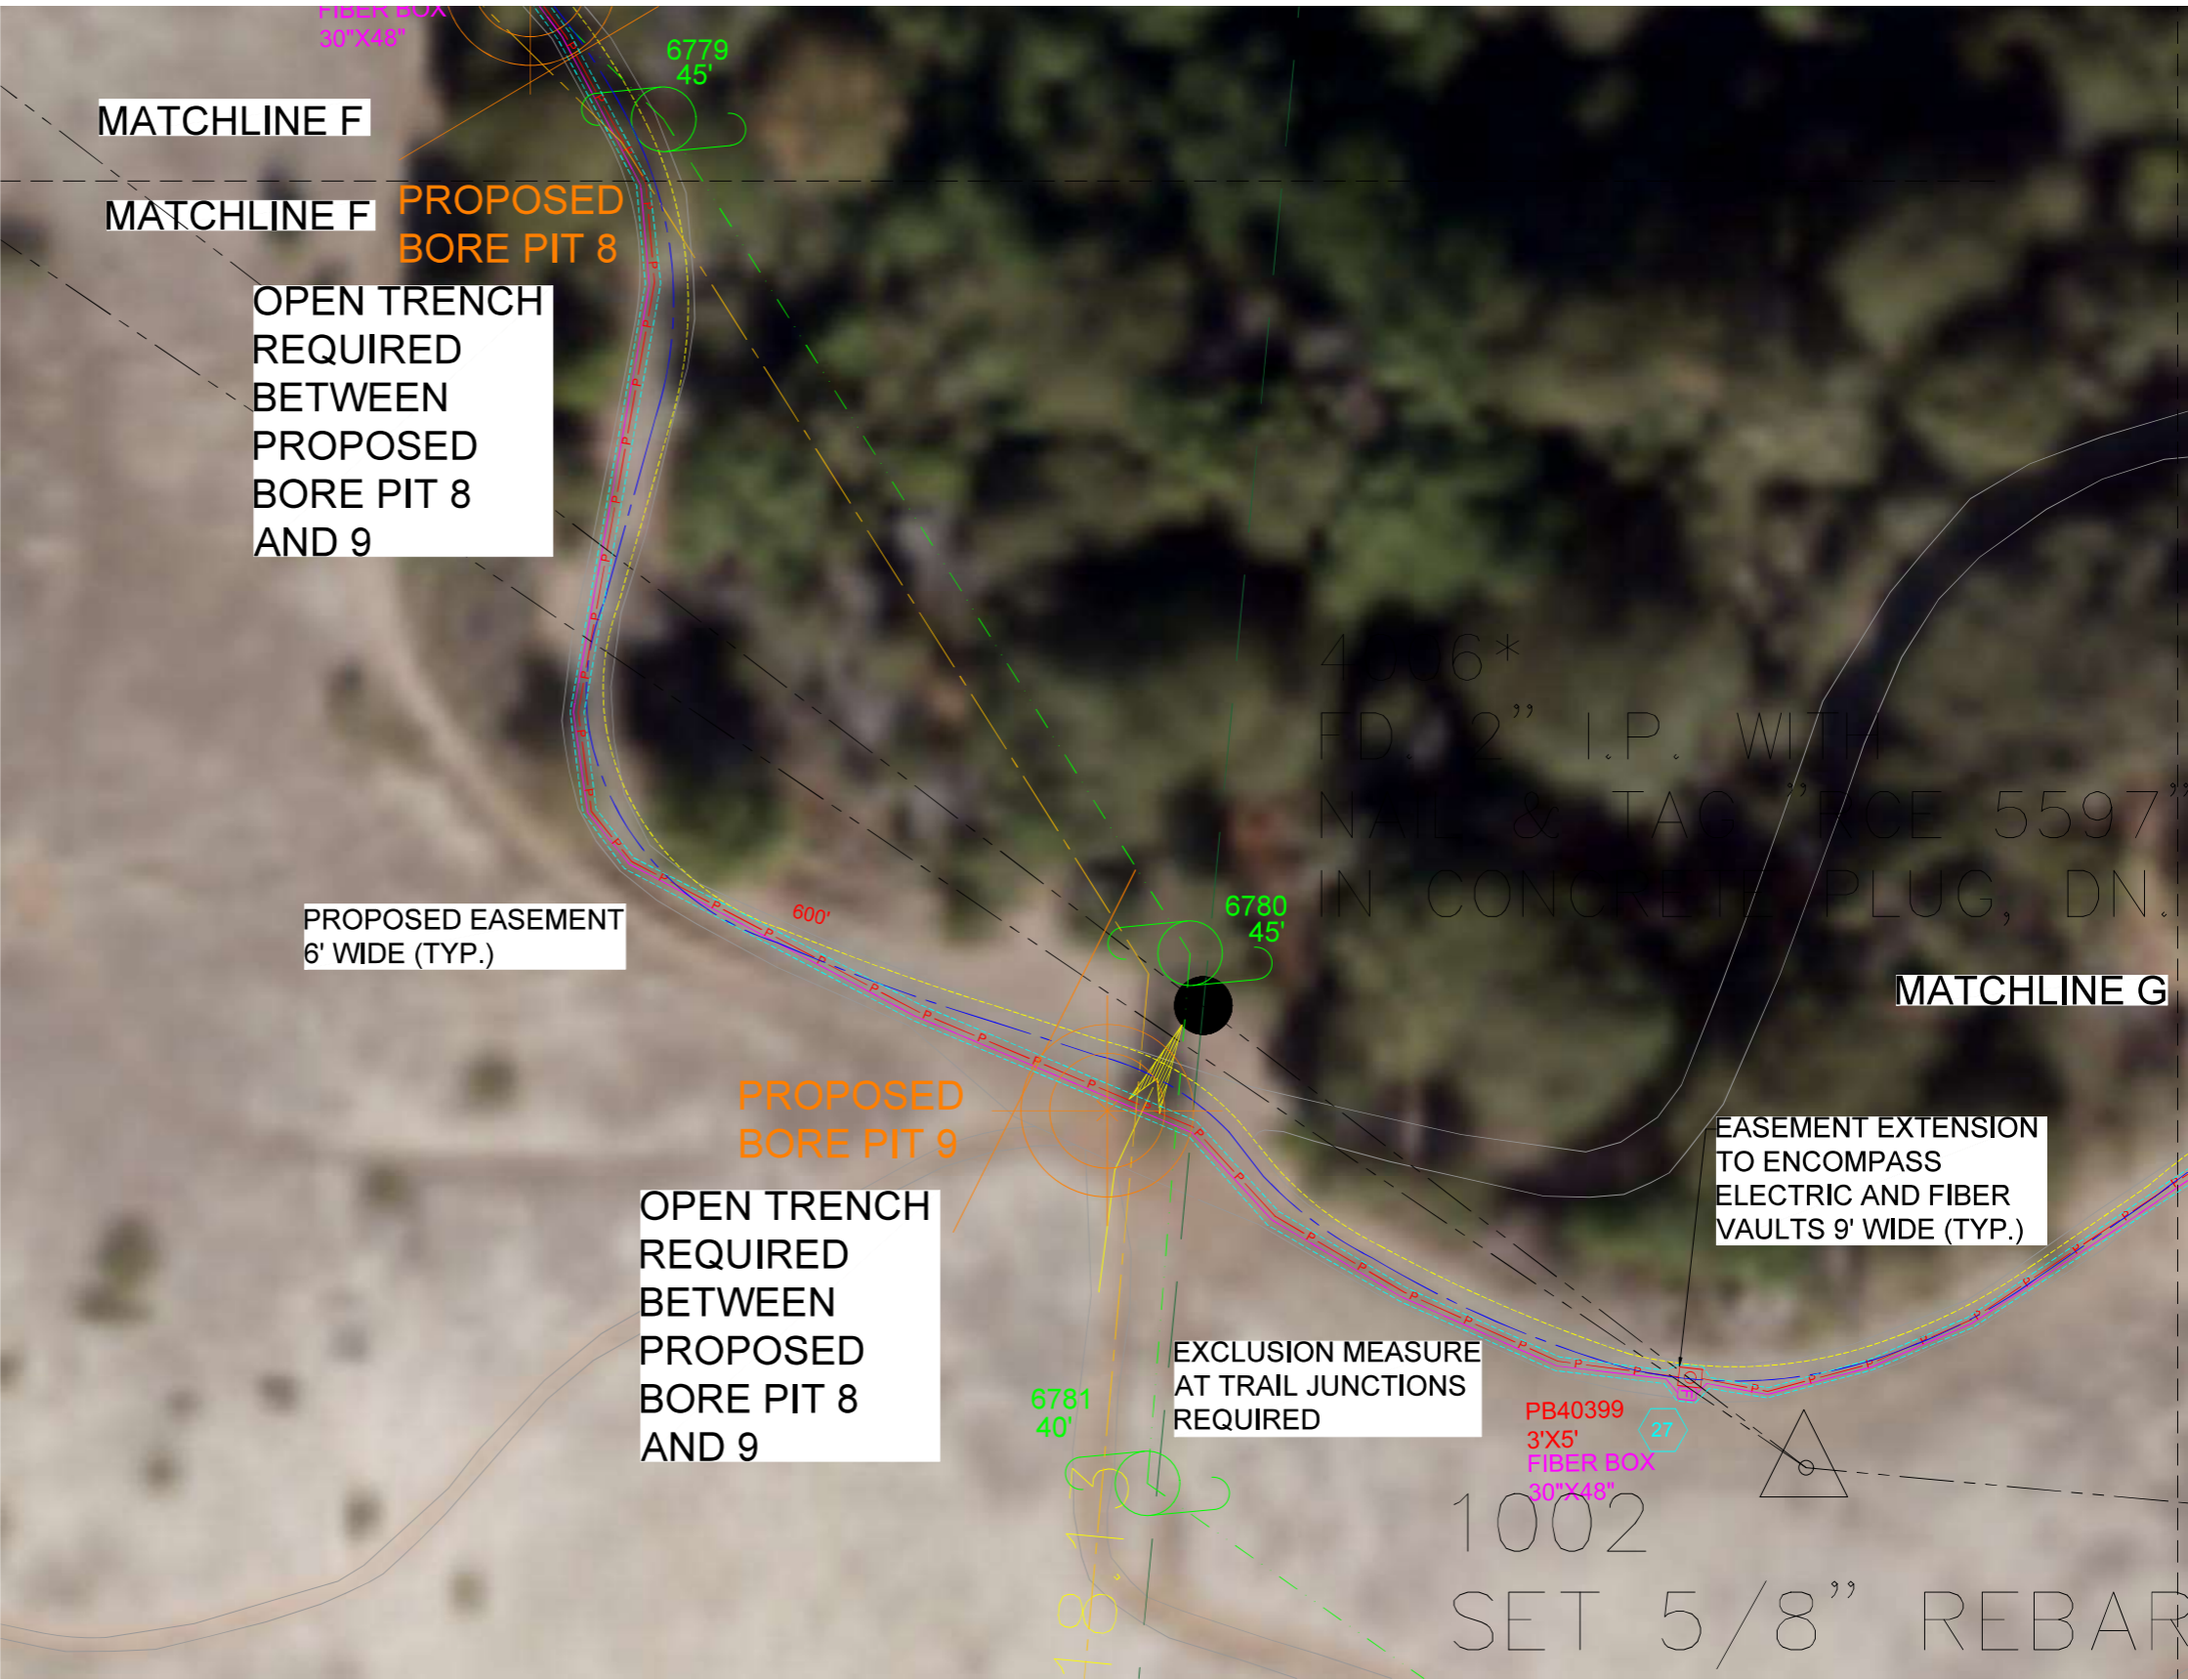 FIBER BOX
30"X48"
6779
45'
MATCHLINE F
MATCHLINE F
PROPOSED
BORE PIT 8
OPEN TRENCH
REQUIRED
BETWEEN
PROPOSED
BORE PIT 8
AND 9
4006*
FD. 2" I.P. WITH
NAIL & TAG "RCE 5597"
IN CONCRETE PLUG, DN.
PROPOSED EASEMENT
6' WIDE (TYP.)
600'
6780
45'
MATCHLINE G
PROPOSED
BORE PIT 9
EASEMENT EXTENSION
TO ENCOMPASS
ELECTRIC AND FIBER
VAULTS 9' WIDE (TYP.)
OPEN TRENCH
REQUIRED
BETWEEN
PROPOSED
BORE PIT 8
AND 9
EXCLUSION MEASURE
AT TRAIL JUNCTIONS
REQUIRED
6781
40'
PB40399
3'X5'
FIBER BOX
30"X48"
27
18.13
1002
SET 5/8" REBAR